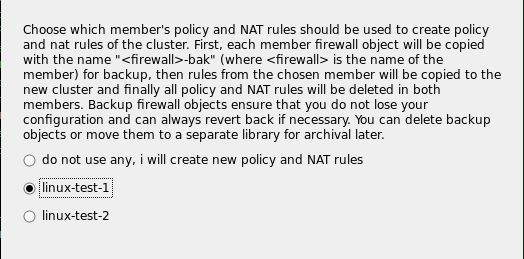 Choose which member's policy and NAT rules should be used to create policy
and nat rules of the cluster. First, each member firewall object will be copied
with the name "<firewall>-bak" (where <firewall> is the name of the
member) for backup, then rules from the chosen member will be copied to the
new cluster and finally all policy and NAT rules will be deleted in both
members. Backup firewall objects ensure that you do not lose your
configuration and can always revert back if necessary. You can delete backup
objects or move them to a separate library for archival later.
do not use any, i will create new policy and NAT rules
linux-test-1
linux-test-2